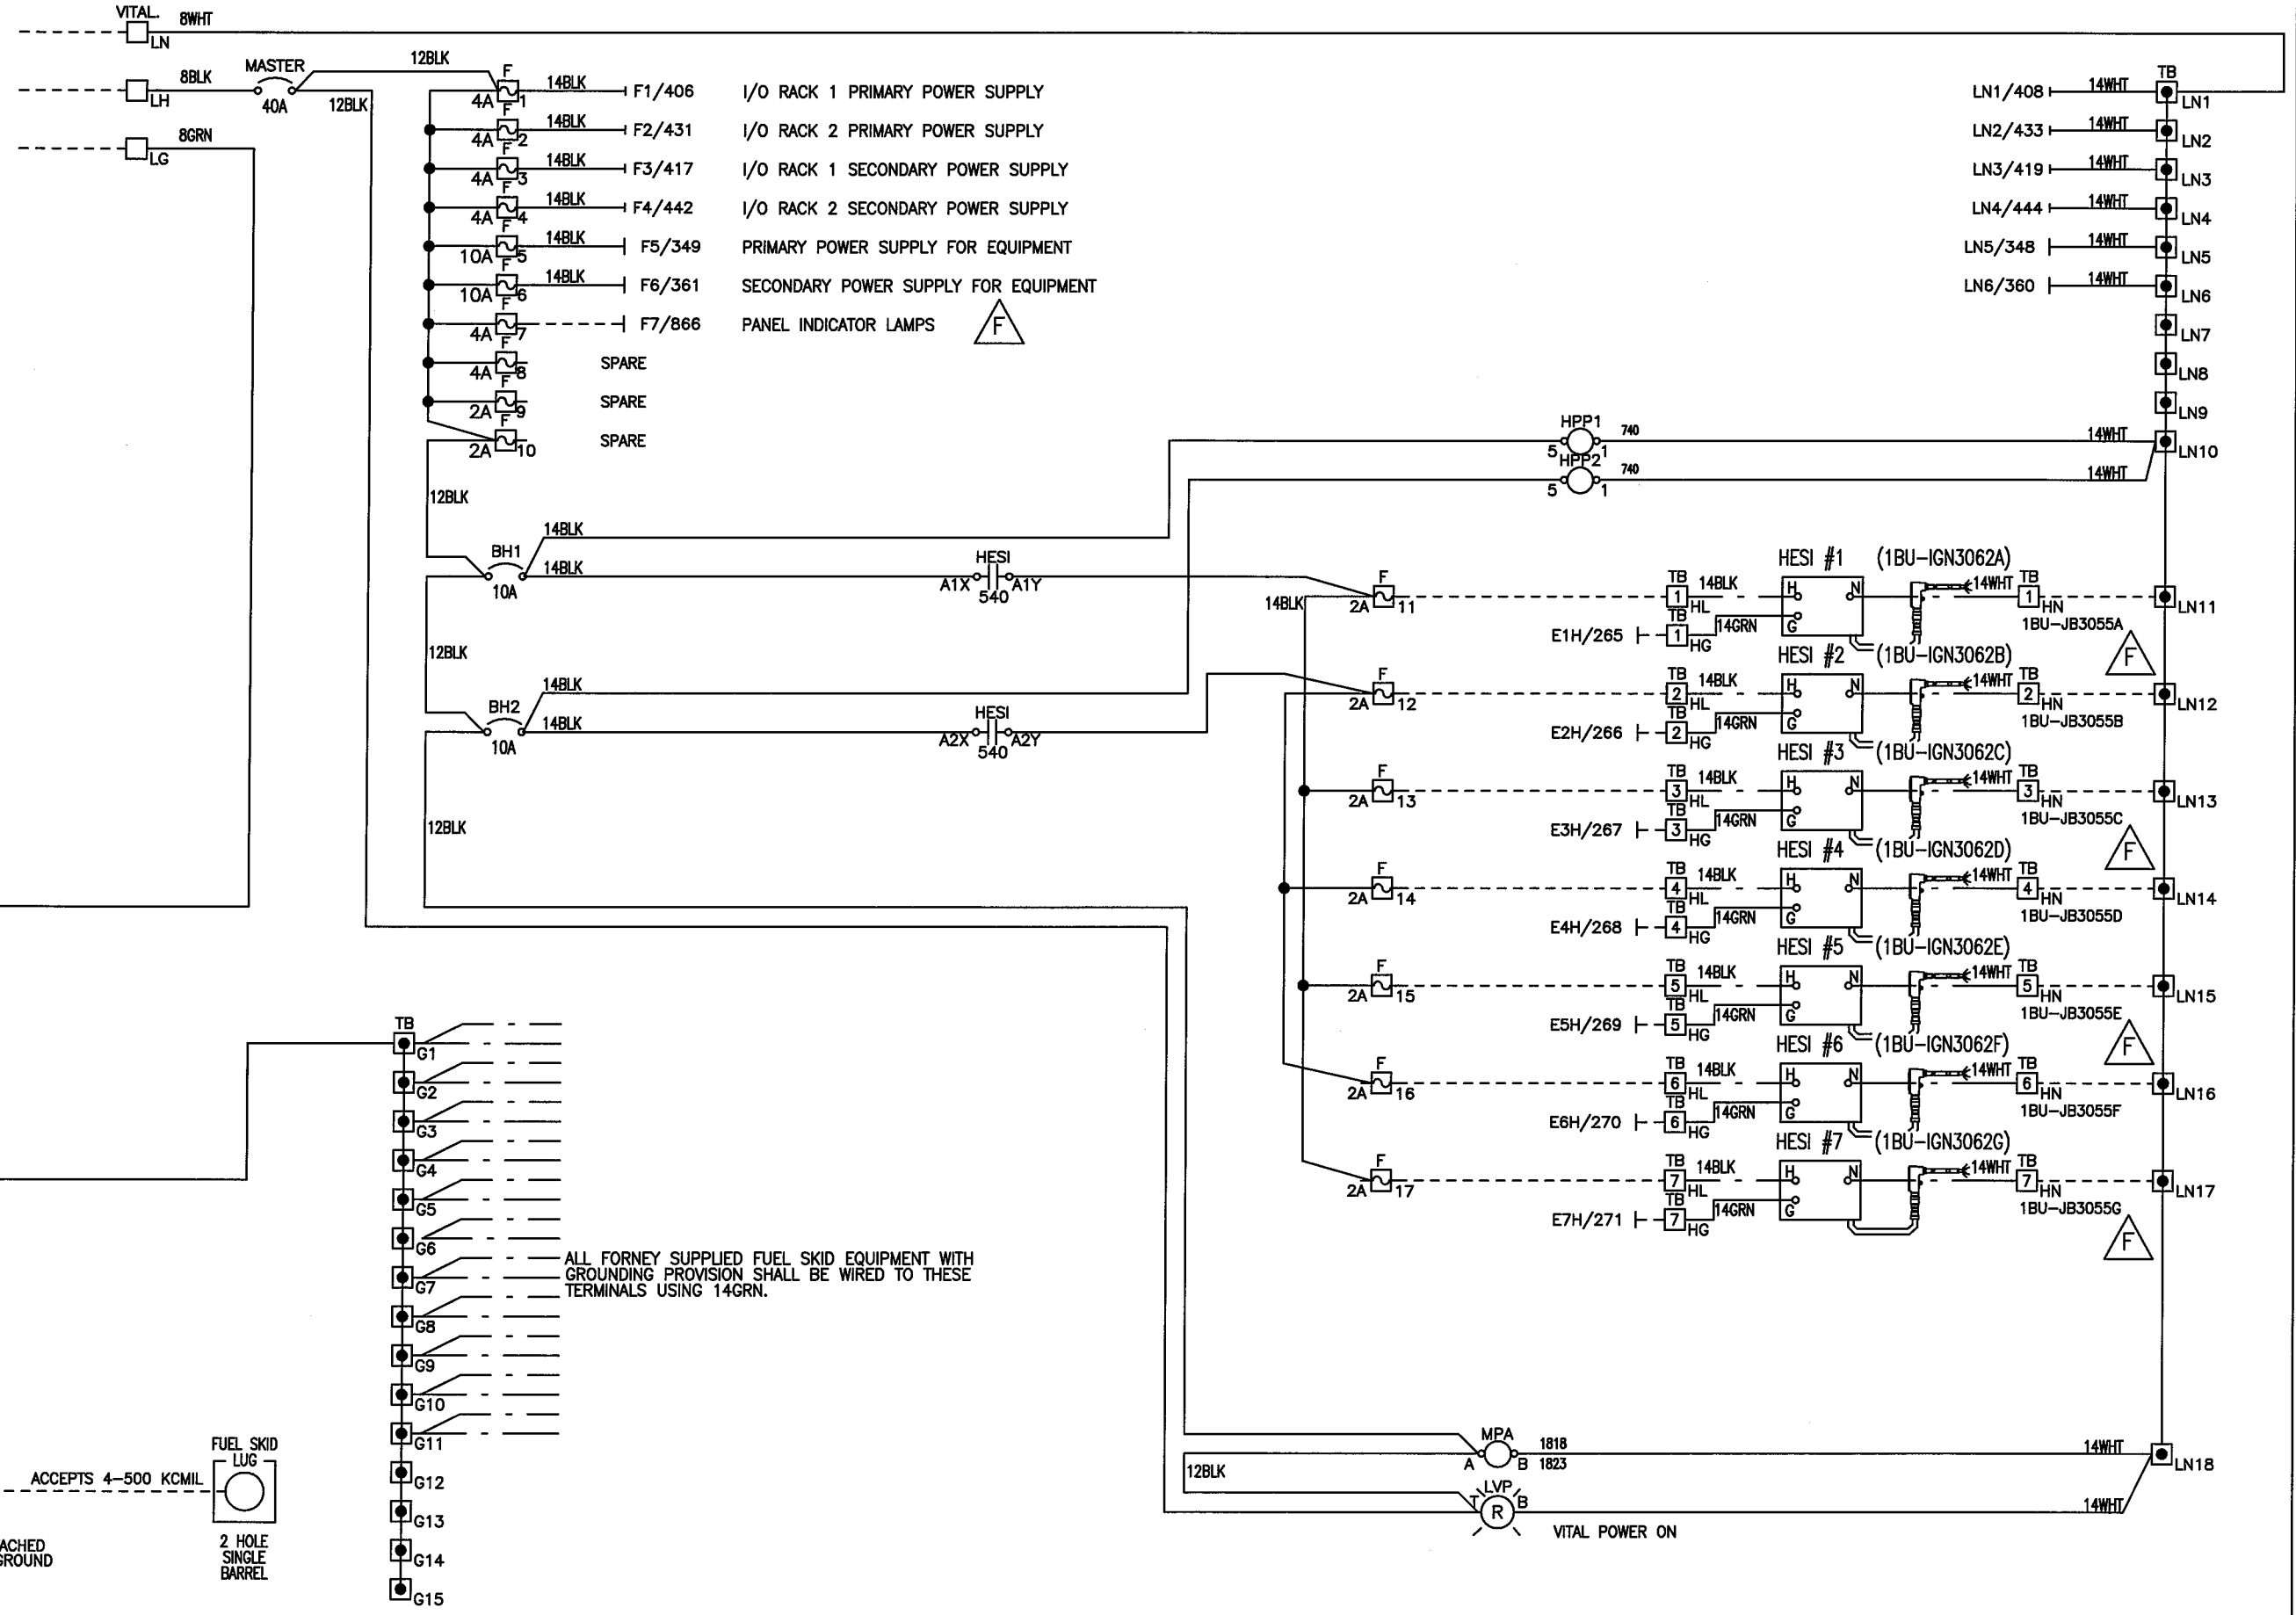 VITAL.
8WHT
LN
8BLK
LH
MASTER
40A
12BLK
12BLK
8GRN
LG
F
4A 1 14BLK F1/406 I/O RACK 1 PRIMARY POWER SUPPLY
F
4A 2 14BLK F2/431 I/O RACK 2 PRIMARY POWER SUPPLY
F
4A 3 14BLK F3/417 I/O RACK 1 SECONDARY POWER SUPPLY
F
4A 4 14BLK F4/442 I/O RACK 2 SECONDARY POWER SUPPLY
F
10A 5 14BLK F5/349 PRIMARY POWER SUPPLY FOR EQUIPMENT
F
10A 6 14BLK F6/361 SECONDARY POWER SUPPLY FOR EQUIPMENT
F
4A 7 F7/866 PANEL INDICATOR LAMPS F
F
4A 8 SPARE
F
2A 9 SPARE
F
2A 10 SPARE
TB
LN1/408 14WHT LN1
LN2/433 14WHT LN2
LN3/419 14WHT LN3
LN4/444 14WHT LN4
LN5/348 14WHT LN5
LN6/360 14WHT LN6
LN7
LN8
LN9
HPP1
5 1 740 14WHT LN10
HPP2
5 1 740 14WHT
12BLK
14BLK
BH1
10A
14BLK
HESI
A1X A1Y
540
12BLK
14BLK
BH2
10A
14BLK
HESI
A2X A2Y
540
12BLK
14BLK
HESI #1 (1BU-IGN3062A)
F
2A 11 TB 1 HL 14BLK H N 14WHT TB 1 HN LN11
E1H/265 TB 1 HG 14GRN G 1BU-JB3055A F
HESI #2 (1BU-IGN3062B)
F
2A 12 TB 2 HL 14BLK H N 14WHT TB 2 HN LN12
E2H/266 TB 2 HG 14GRN G 1BU-JB3055B
HESI #3 (1BU-IGN3062C)
F
2A 13 TB 3 HL 14BLK H N 14WHT TB 3 HN LN13
E3H/267 TB 3 HG 14GRN G 1BU-JB3055C F
HESI #4 (1BU-IGN3062D)
F
2A 14 TB 4 HL 14BLK H N 14WHT TB 4 HN LN14
E4H/268 TB 4 HG 14GRN G 1BU-JB3055D
HESI #5 (1BU-IGN3062E)
F
2A 15 TB 5 HL 14BLK H N 14WHT TB 5 HN LN15
E5H/269 TB 5 HG 14GRN G 1BU-JB3055E F
HESI #6 (1BU-IGN3062F)
F
2A 16 TB 6 HL 14BLK H N 14WHT TB 6 HN LN16
E6H/270 TB 6 HG 14GRN G 1BU-JB3055F
HESI #7 (1BU-IGN3062G)
F
2A 17 TB 7 HL 14BLK H N 14WHT TB 7 HN LN17
E7H/271 TB 7 HG 14GRN G 1BU-JB3055G F
TB
G1
G2
G3
G4
G5
G6
G7
G8
G9
G10
G11
G12
G13
G14
G15
ALL FORNEY SUPPLIED FUEL SKID EQUIPMENT WITH
GROUNDING PROVISION SHALL BE WIRED TO THESE
TERMINALS USING 14GRN.
FUEL SKID
LUG
ACCEPTS 4-500 KCMIL
2 HOLE
SINGLE
BARREL
ACHED
GROUND
MPA
A B 1818 14WHT LN18
1823
12BLK
LVP
T R B 14WHT
VITAL POWER ON